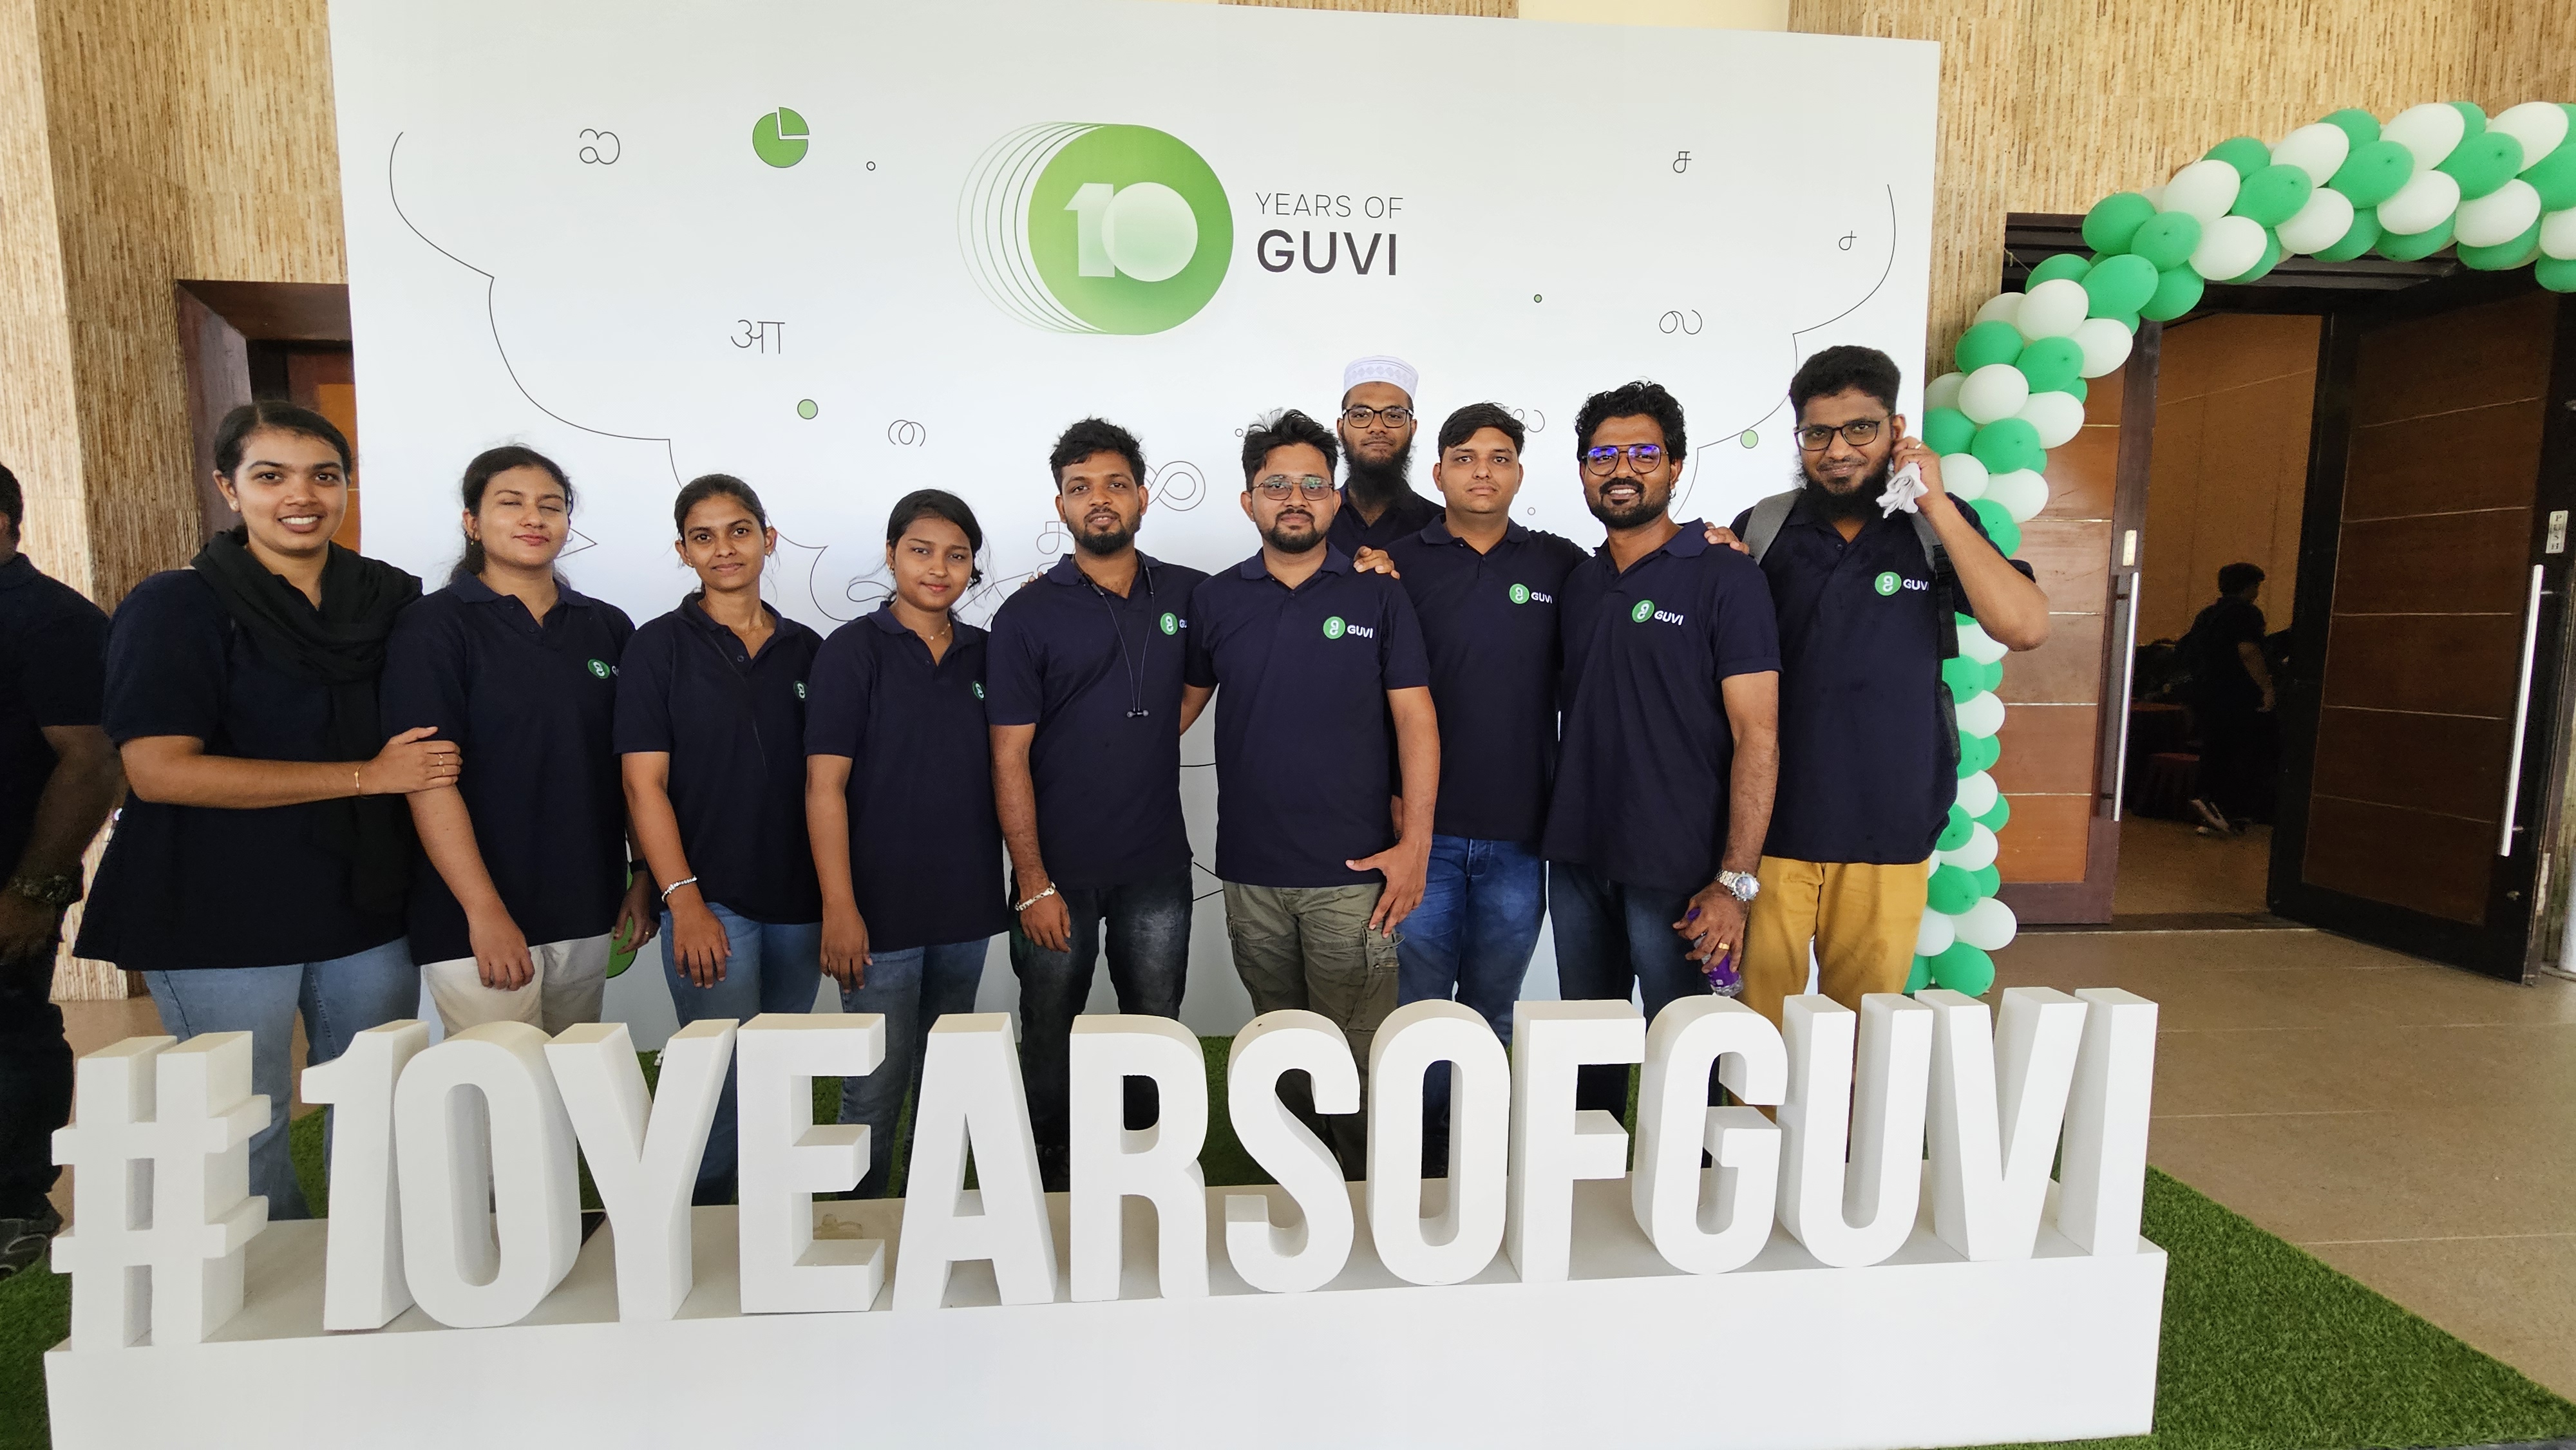 ஐ
ச
10
YEARS OF
GUVI
ச
आ
ல
ത
GUVI
GUVI
GUVI
GUVI
#10YEARSOFGUVI